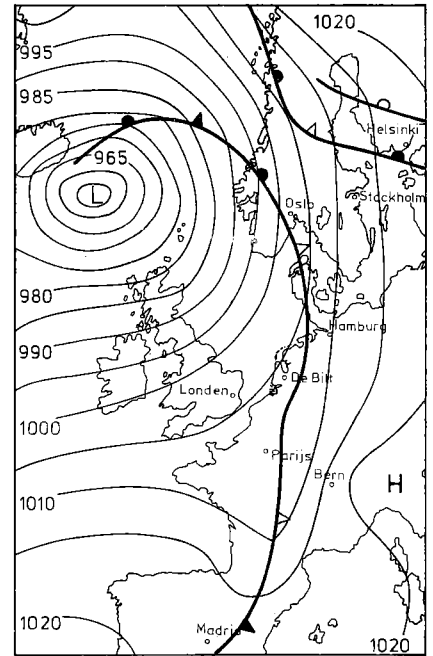 1020
995
985
965
L
Helsinki
Oslo
Stockholm
980
Hamburg
990
De Bilt
Londen
1000
Parijs
Bern
H
1010
1020
Madrid
1020